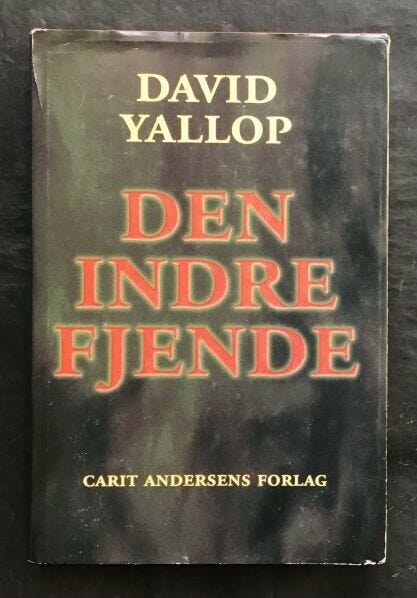 DAVID
YALLOP
DEN
INDRE
FJENDE
CARIT ANDERSENS FORLAG